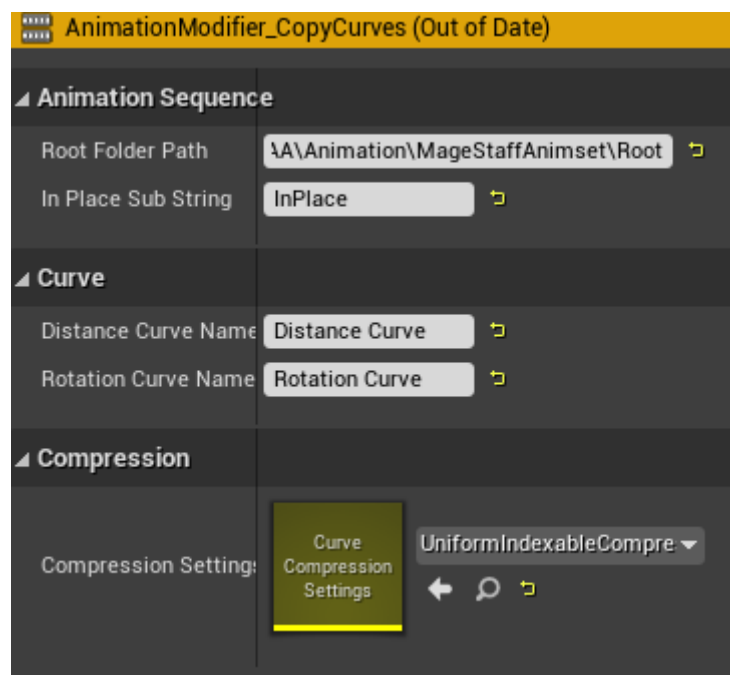 AnimationModifier_CopyCurves (Out of Date)
Animation Sequence
Root Folder Path \A\Animation\MageStaffAnimset\Root
In Place Sub String InPlace
Curve
Distance Curve Name Distance Curve
Rotation Curve Name Rotation Curve
Compression
Curve
UniformIndexableCompre
Compression Settings Compression
Settings